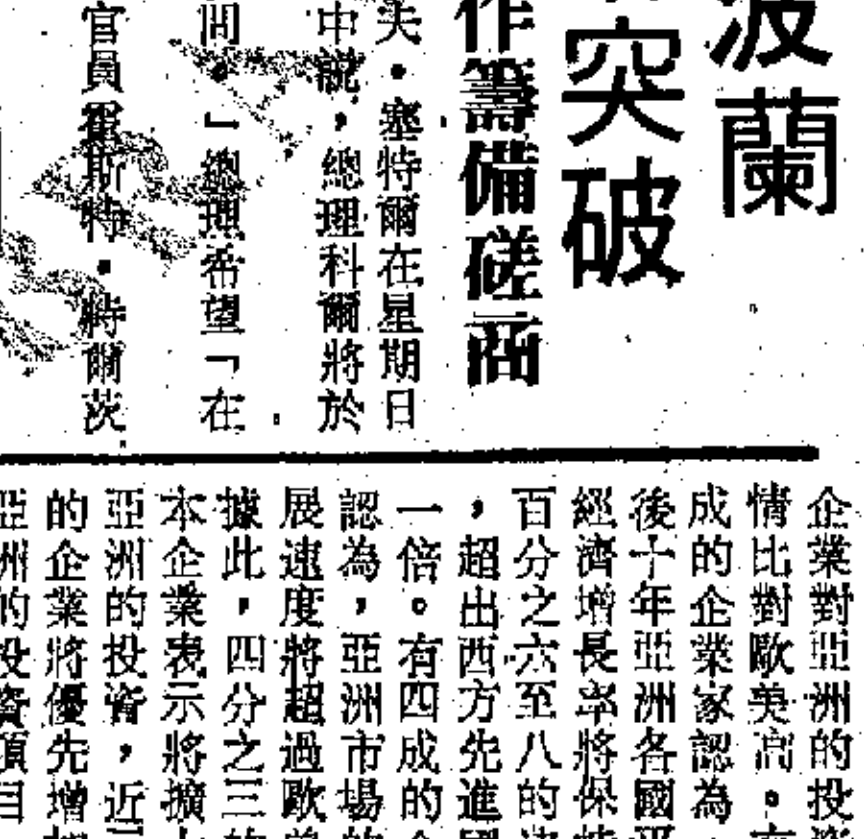 波蘭
突破
作籌備磋商
夫·塞特爾在星期日
中說，總理科爾將於
問。」總理希望「在
官員霍斯特·特爾茨
企業對亞洲的投
情比對歐美高。
成的企業家認為，
後十年亞洲各國
經濟增長率將保
百分之六至八的
，超出西方先進國
一倍。有四成的企
認為，亞洲市場的
展速度將超過歐美
據此，四分之三的
本企業表示將擴
亞洲的投資，近
的企業將優先增
亞洲的投資項目